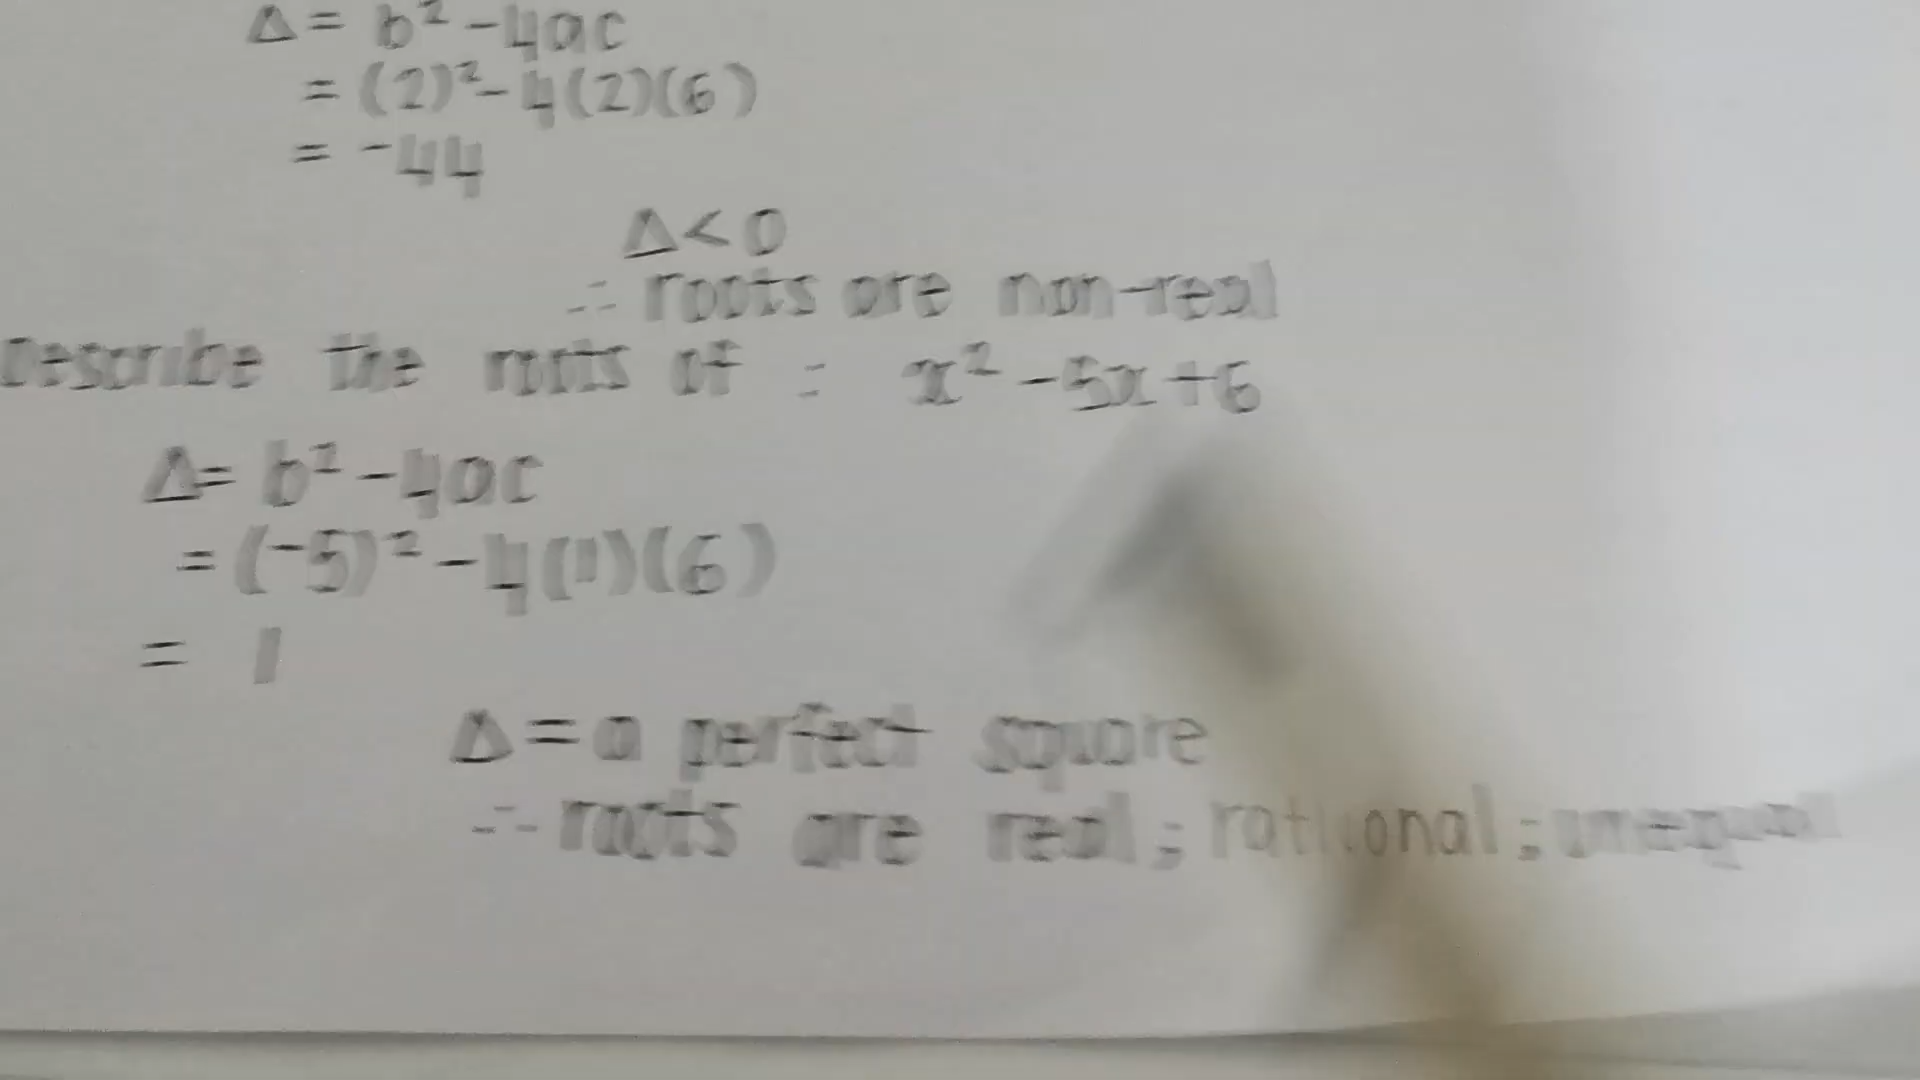 Δ = b² - 4ac
= (2)² - 4(2)(6)
= -44
Δ < 0
∴ roots are non-real
Describe the roots of : x² - 5x + 6
Δ = b² - 4ac
= (-5)² - 4(1)(6)
= 1
Δ = a perfect square
∴ roots are real ; rational ; unequal